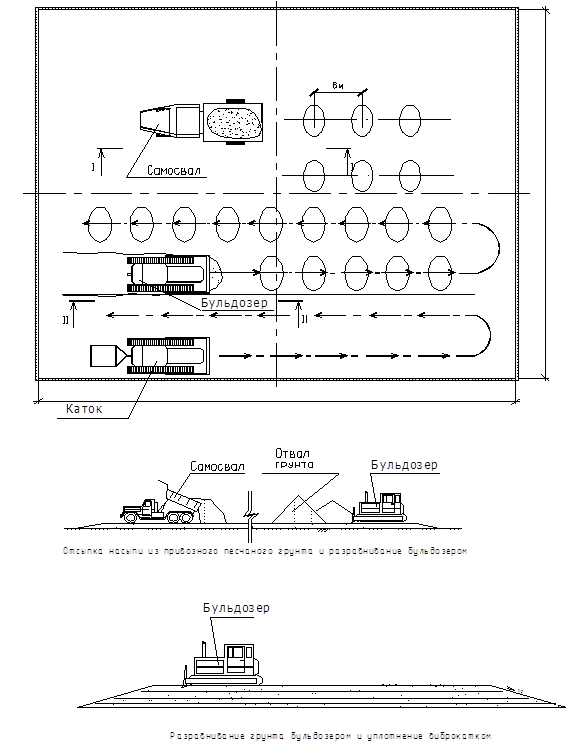 8м
Самосвал
I
I
Бульдозер
II
II
Каток
Самосвал
Отвал
грунта
Бульдозер
Отсыпка насыпи из привозного песчаного грунта и разравнивание бульдозером
Бульдозер
Разравнивание грунта бульдозером и уплотнение виброкатком